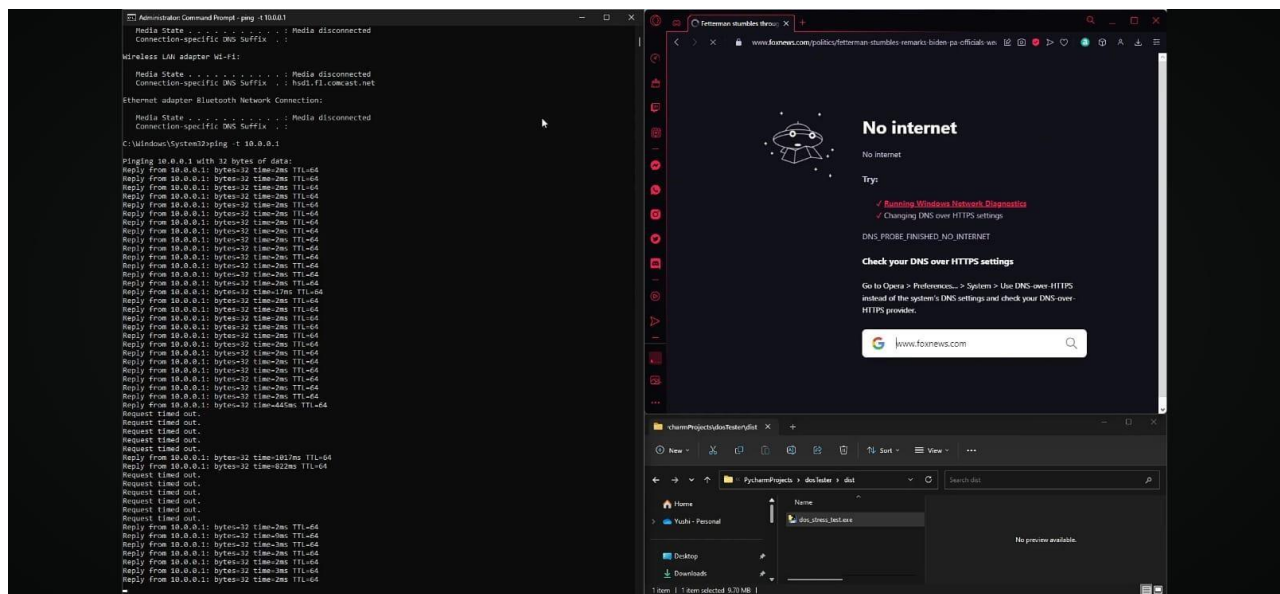 Administrator: Command Prompt - ping -t 10.0.0.1
Media State . . . . . . . . . . . : Media disconnected
Connection-specific DNS Suffix  . :
Wireless LAN adapter Wi-Fi:
Media State . . . . . . . . . . . : Media disconnected
Connection-specific DNS Suffix  . : hsd1.fl.comcast.net
Ethernet adapter Bluetooth Network Connection:
Media State . . . . . . . . . . . : Media disconnected
Connection-specific DNS Suffix  . :
C:\Windows\System32>ping -t 10.0.0.1
Pinging 10.0.0.1 with 32 bytes of data:
Reply from 10.0.0.1: bytes=32 time=2ms TTL=64
Reply from 10.0.0.1: bytes=32 time=2ms TTL=64
Reply from 10.0.0.1: bytes=32 time=2ms TTL=64
Reply from 10.0.0.1: bytes=32 time=2ms TTL=64
Reply from 10.0.0.1: bytes=32 time=2ms TTL=64
Reply from 10.0.0.1: bytes=32 time=2ms TTL=64
Reply from 10.0.0.1: bytes=32 time=2ms TTL=64
Reply from 10.0.0.1: bytes=32 time=2ms TTL=64
Reply from 10.0.0.1: bytes=32 time=2ms TTL=64
Reply from 10.0.0.1: bytes=32 time=2ms TTL=64
Reply from 10.0.0.1: bytes=32 time=2ms TTL=64
Reply from 10.0.0.1: bytes=32 time=2ms TTL=64
Reply from 10.0.0.1: bytes=32 time=2ms TTL=64
Reply from 10.0.0.1: bytes=32 time=2ms TTL=64
Reply from 10.0.0.1: bytes=32 time=17ms TTL=64
Reply from 10.0.0.1: bytes=32 time=2ms TTL=64
Reply from 10.0.0.1: bytes=32 time=2ms TTL=64
Reply from 10.0.0.1: bytes=32 time=2ms TTL=64
Reply from 10.0.0.1: bytes=32 time=2ms TTL=64
Reply from 10.0.0.1: bytes=32 time=2ms TTL=64
Reply from 10.0.0.1: bytes=32 time=2ms TTL=64
Reply from 10.0.0.1: bytes=32 time=2ms TTL=64
Reply from 10.0.0.1: bytes=32 time=2ms TTL=64
Reply from 10.0.0.1: bytes=32 time=2ms TTL=64
Reply from 10.0.0.1: bytes=32 time=2ms TTL=64
Reply from 10.0.0.1: bytes=32 time=2ms TTL=64
Reply from 10.0.0.1: bytes=32 time=2ms TTL=64
Reply from 10.0.0.1: bytes=32 time=445ms TTL=64
Request timed out.
Request timed out.
Request timed out.
Request timed out.
Request timed out.
Reply from 10.0.0.1: bytes=32 time=1017ms TTL=64
Reply from 10.0.0.1: bytes=32 time=822ms TTL=64
Request timed out.
Request timed out.
Request timed out.
Request timed out.
Request timed out.
Request timed out.
Reply from 10.0.0.1: bytes=32 time=2ms TTL=64
Reply from 10.0.0.1: bytes=32 time=9ms TTL=64
Reply from 10.0.0.1: bytes=32 time=3ms TTL=64
Reply from 10.0.0.1: bytes=32 time=2ms TTL=64
Reply from 10.0.0.1: bytes=32 time=2ms TTL=64
Reply from 10.0.0.1: bytes=32 time=3ms TTL=64
Reply from 10.0.0.1: bytes=32 time=2ms TTL=64
Fetterman stumbles throug
www.foxnews.com/politics/fetterman-stumbles-remarks-biden-pa-officials-wa
No internet
No internet
Try:
✓ Running Windows Network Diagnostics
✓ Changing DNS over HTTPS settings
DNS_PROBE_FINISHED_NO_INTERNET
Check your DNS over HTTPS settings
Go to Opera > Preferences... > System > Use DNS-over-HTTPS
instead of the system's DNS settings and check your DNS-over-
HTTPS provider.
www.foxnews.com
charmProjects\dosTester\dist
New
Sort
View
PycharmProjects > dosTester > dist
Search dist
Home
Name
Yushi - Personal
dos_stress_test.exe
No preview available.
Desktop
Downloads
1 item
1 item selected 9.70 MB